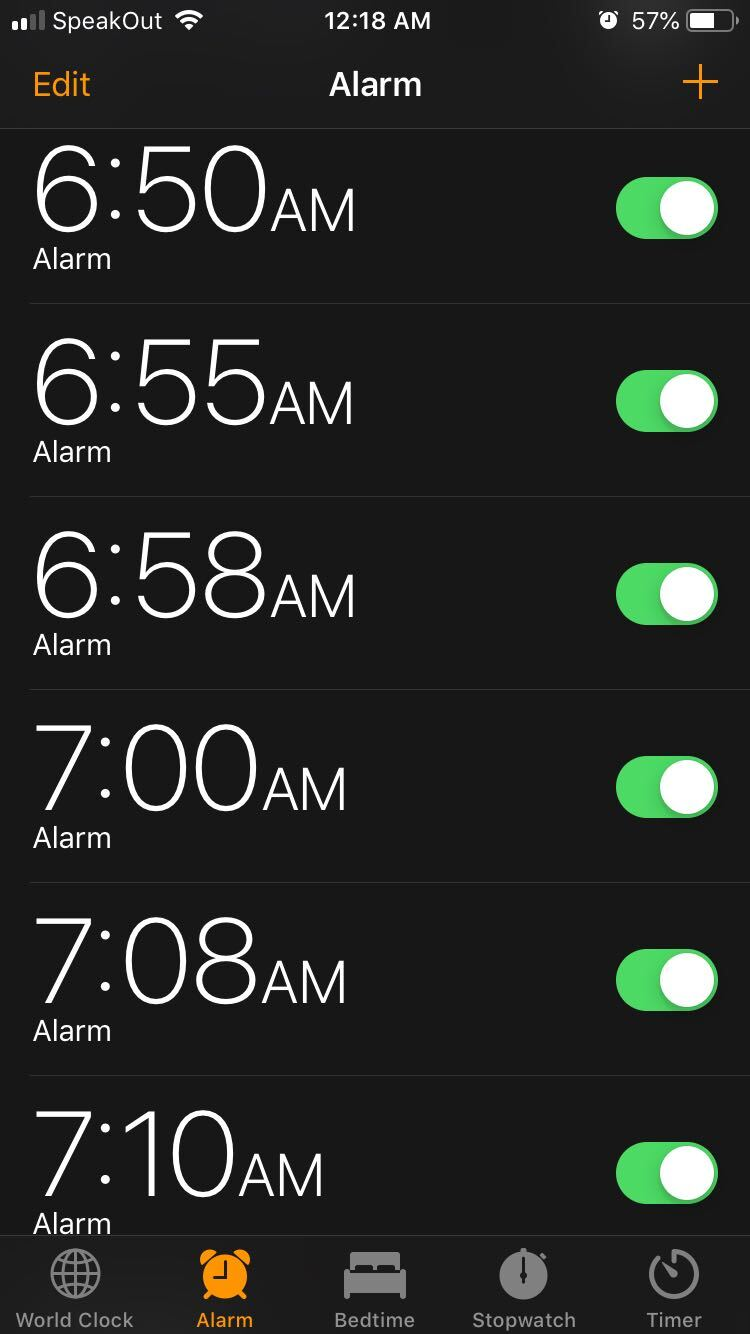 SpeakOut 12:18 AM 57%
Edit Alarm +
6:50AM
Alarm
6:55AM
Alarm
6:58AM
Alarm
7:00AM
Alarm
7:08AM
Alarm
7:10AM
Alarm
World Clock Alarm Bedtime Stopwatch Timer